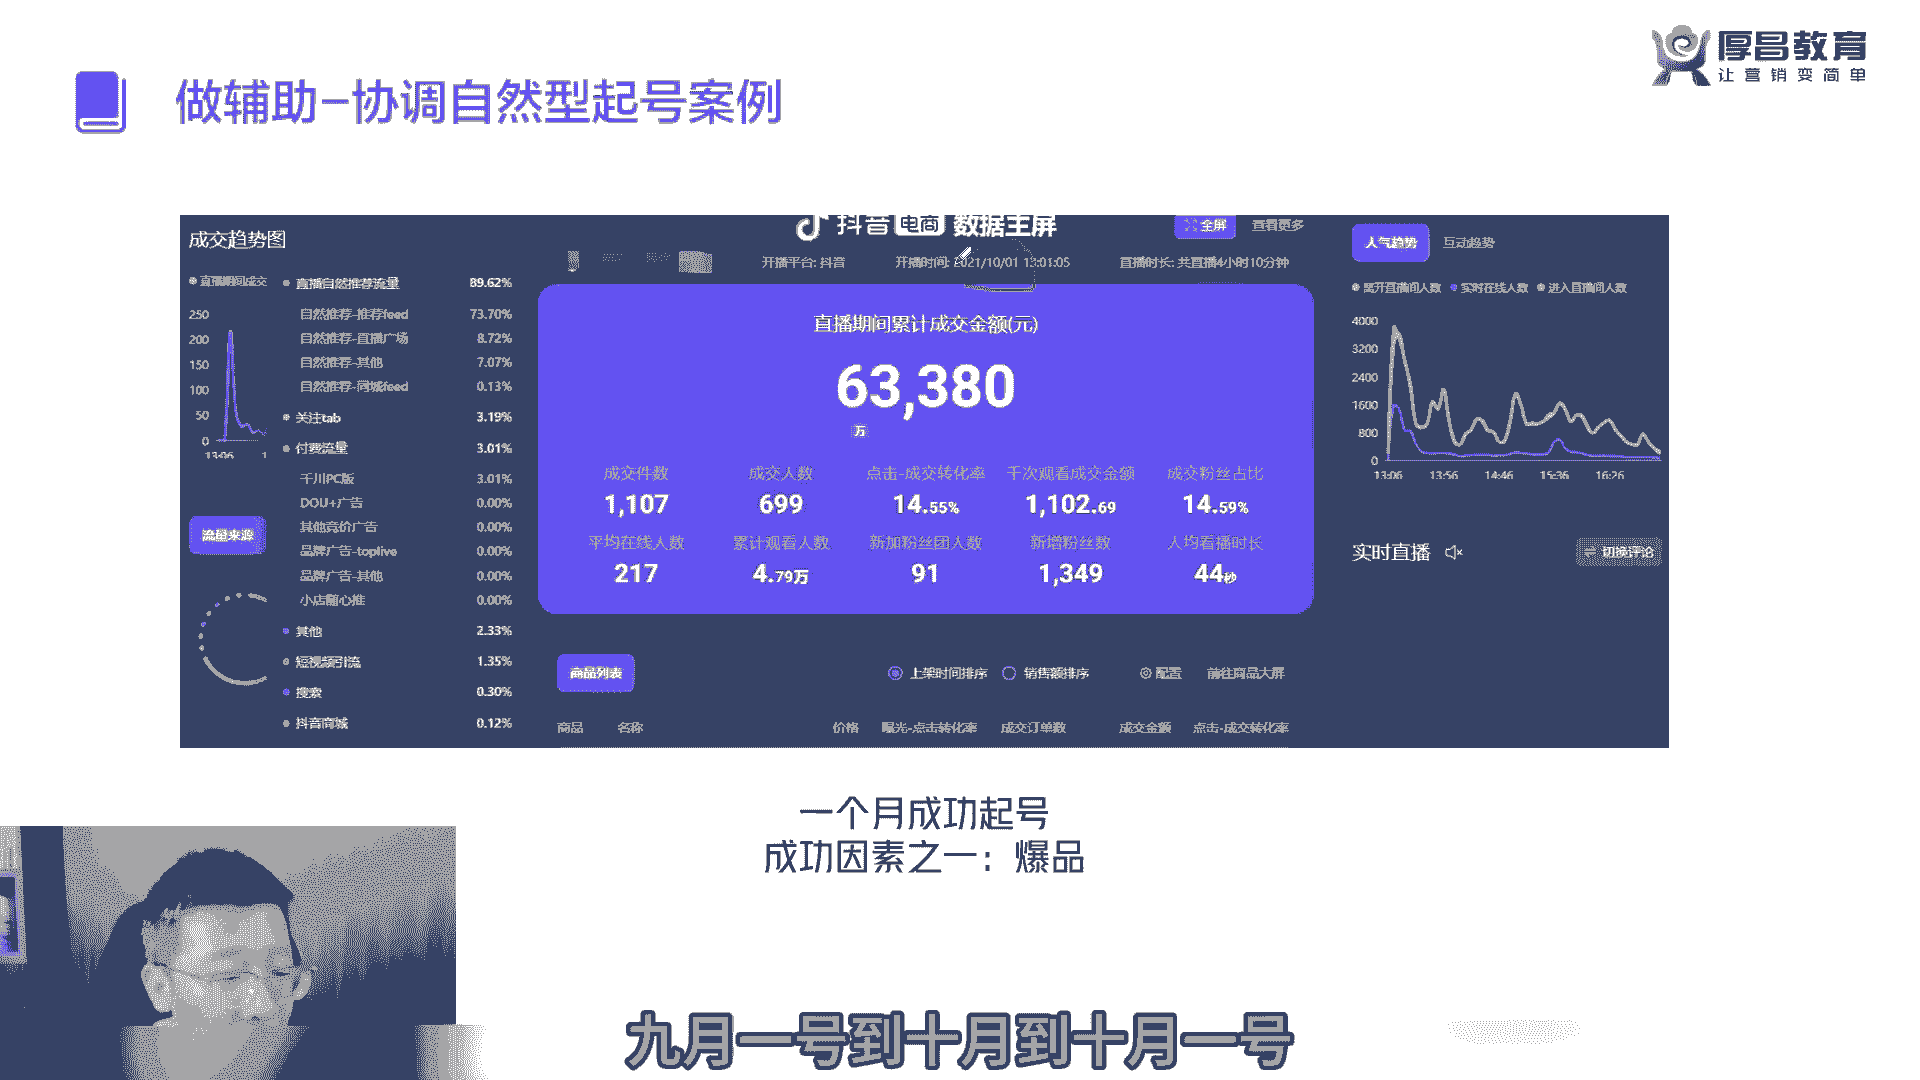 厚昌教育
让营销变简单
做辅助-协调自然型起号案例
抖音 电商 数据主屏
全屏
查看更多
开播平台: 抖音
开播时间: 2021/10/01 13:01:05
直播时长: 共直播4小时10分钟
成交趋势图
直播期间成交
250
200
150
100
50
0
13:06
1
流量来源
直播自然推荐流量 89.62%
自然推荐-推荐feed 73.70%
自然推荐-直播广场 8.72%
自然推荐-其他 7.07%
自然推荐-同城feed 0.13%
关注tab 3.19%
付费流量 3.01%
千川PC版 3.01%
DOU+广告 0.00%
其他竞价广告 0.00%
品牌广告-toplive 0.00%
品牌广告-其他 0.00%
小店随心推 0.00%
其他 2.33%
短视频引流 1.35%
搜索 0.30%
抖音商城 0.12%
直播期间累计成交金额(元)
63,380
万
成交件数 成交人数 点击-成交转化率 千次观看成交金额 成交粉丝占比
1,107 699 14.55% 1,102.69 14.59%
平均在线人数 累计观看人数 新加粉丝团人数 新增粉丝数 人均看播时长
217 4.79万 91 1,349 44秒
商品列表
上架时间排序 销售额排序 配置 前往商品大屏
商品 名称 价格 曝光-点击转化率 成交订单数 成交金额 点击-成交转化率
人气趋势 互动趋势
离开直播间人数 实时在线人数 进入直播间人数
4000
3200
2400
1600
800
0
13:06 13:56 14:46 15:36 16:26
实时直播
切换评论
一个月成功起号
成功因素之一：爆品
九月一号到十月到十月一号